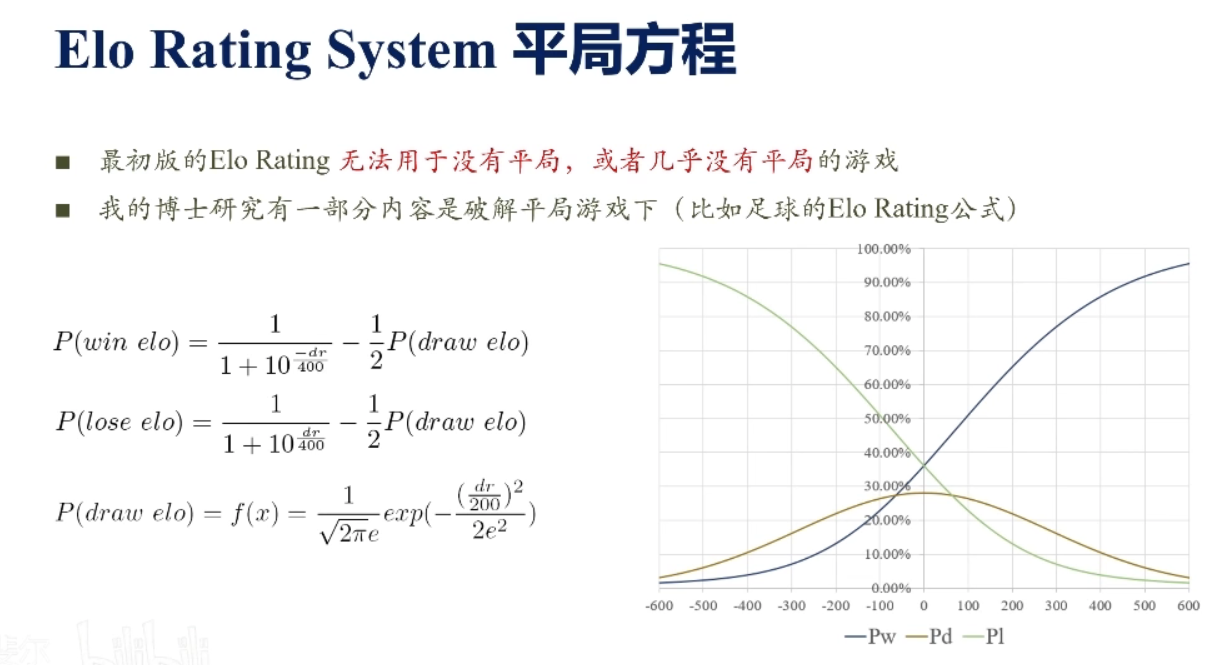 Elo Rating System 平局方程
■ 最初版的Elo Rating 无法用于没有平局，或者几乎没有平局的游戏
■ 我的博士研究有一部分内容是破解平局游戏下（比如足球的Elo Rating公式）
P(win elo) = \frac{1}{1 + 10^{\frac{-dr}{400}}} - \frac{1}{2}P(draw elo)
P(lose elo) = \frac{1}{1 + 10^{\frac{dr}{400}}} - \frac{1}{2}P(draw elo)
P(draw elo) = f(x) = \frac{1}{\sqrt{2\pi}e}exp(-\frac{(\frac{dr}{200})^2}{2e^2})
100.00%
90.00%
80.00%
70.00%
60.00%
50.00%
40.00%
30.00%
20.00%
10.00%
0.00%
-600 -500 -400 -300 -200 -100 0 100 200 300 400 500 600
Pw Pd Pl
bilibili